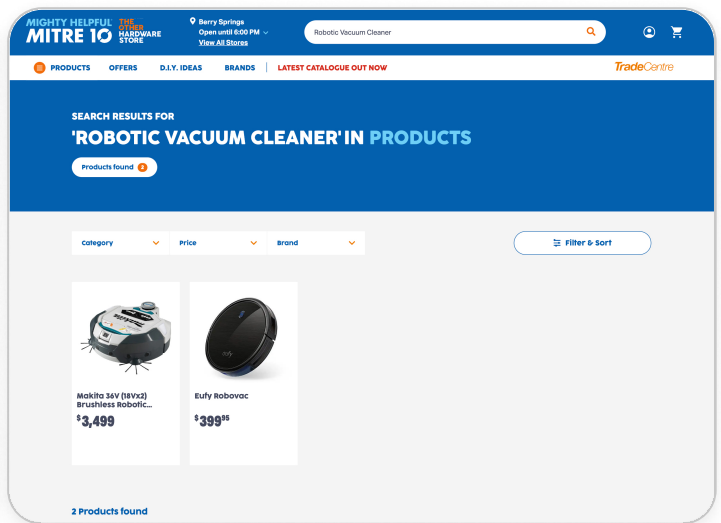 MIGHTY HELPFUL
MITRE 10
THE
OTHER
HARDWARE
STORE
Berry Springs
Open until 6:00 PM
View All Stores
Robotic Vacuum Cleaner
PRODUCTS
OFFERS
D.I.Y. IDEAS
BRANDS
LATEST CATALOGUE OUT NOW
TradeCentre
SEARCH RESULTS FOR
'ROBOTIC VACUUM CLEANER' IN PRODUCTS
Products found 2
Category
Price
Brand
Filter & Sort
eufy
Makita 36V (18Vx2)
Brushless Robotic...
$3,499
Eufy Robovac
$399 95
2 Products found